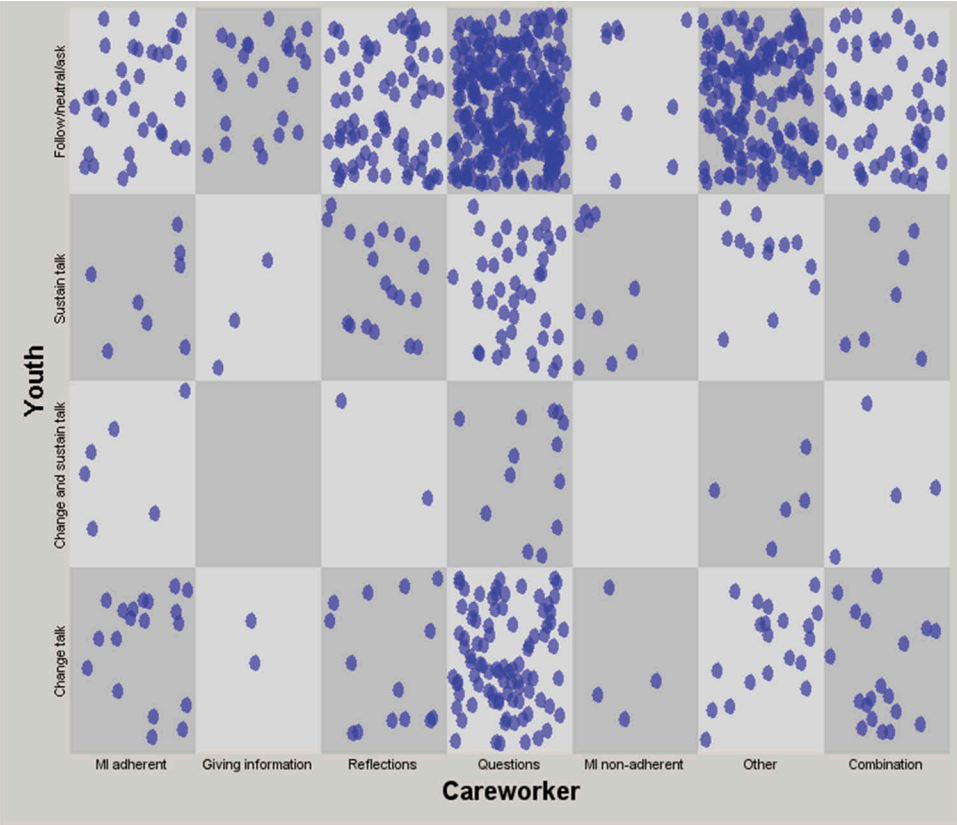 Follow/neutral/ask
Sustain talk
Youth
Change and sustain talk
Change talk
MI adherent
Giving information
Reflections
Questions
MI non-adherent
Other
Combination
Careworker